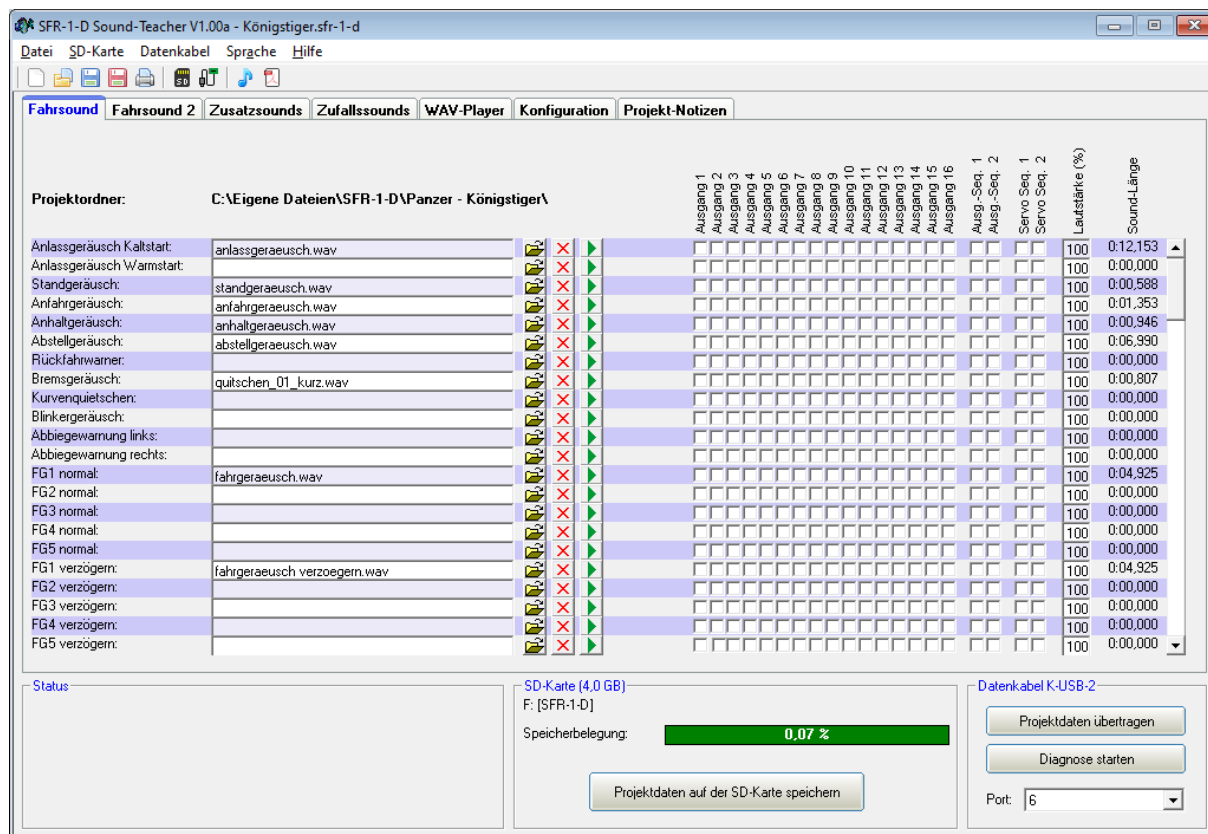 SFR-1-D Sound-Teacher V1.00a - Königstiger.sfr-1-d
Datei SD-Karte Datenkabel Sprache Hilfe
Fahrsound Fahrsound 2 Zusatzsounds Zufallssounds WAV-Player Konfiguration Projekt-Notizen
Projektordner: C:\Eigene Dateien\SFR-1-D\Panzer - Königstiger\
Ausgang 1
Ausgang 2
Ausgang 3
Ausgang 4
Ausgang 5
Ausgang 6
Ausgang 7
Ausgang 8
Ausgang 9
Ausgang 10
Ausgang 11
Ausgang 12
Ausgang 13
Ausgang 14
Ausgang 15
Ausgang 16
Ausg.-Seq. 1
Ausg.-Seq. 2
Servo Seq. 1
Servo Seq. 2
Lautstärke (%)
Sound-Länge
Anlassgeräusch Kaltstart: anlassgeraeusch.wav 100 0:12,153
Anlassgeräusch Warmstart: 100 0:00,000
Standgeräusch: standgeraeusch.wav 100 0:00,588
Anfahrgeräusch: anfahrgeraeusch.wav 100 0:01,353
Anhaltgeräusch: anhaltgeraeusch.wav 100 0:00,946
Abstellgeräusch: abstellgeraeusch.wav 100 0:06,990
Rückfahrwarner: 100 0:00,000
Bremsgeräusch: quitschen_01_kurz.wav 100 0:00,807
Kurvenquietschen: 100 0:00,000
Blinkergeräusch: 100 0:00,000
Abbiegewarnung links: 100 0:00,000
Abbiegewarnung rechts: 100 0:00,000
FG1 normal: fahrgeraeusch.wav 100 0:04,925
FG2 normal: 100 0:00,000
FG3 normal: 100 0:00,000
FG4 normal: 100 0:00,000
FG5 normal: 100 0:00,000
FG1 verzögern: fahrgeraeusch verzoegern.wav 100 0:04,925
FG2 verzögern: 100 0:00,000
FG3 verzögern: 100 0:00,000
FG4 verzögern: 100 0:00,000
FG5 verzögern: 100 0:00,000
Status
SD-Karte (4,0 GB)
F: [SFR-1-D]
Speicherbelegung: 0,07 %
Projektdaten auf der SD-Karte speichern
Datenkabel K-USB-2
Projektdaten übertragen
Diagnose starten
Port: 6